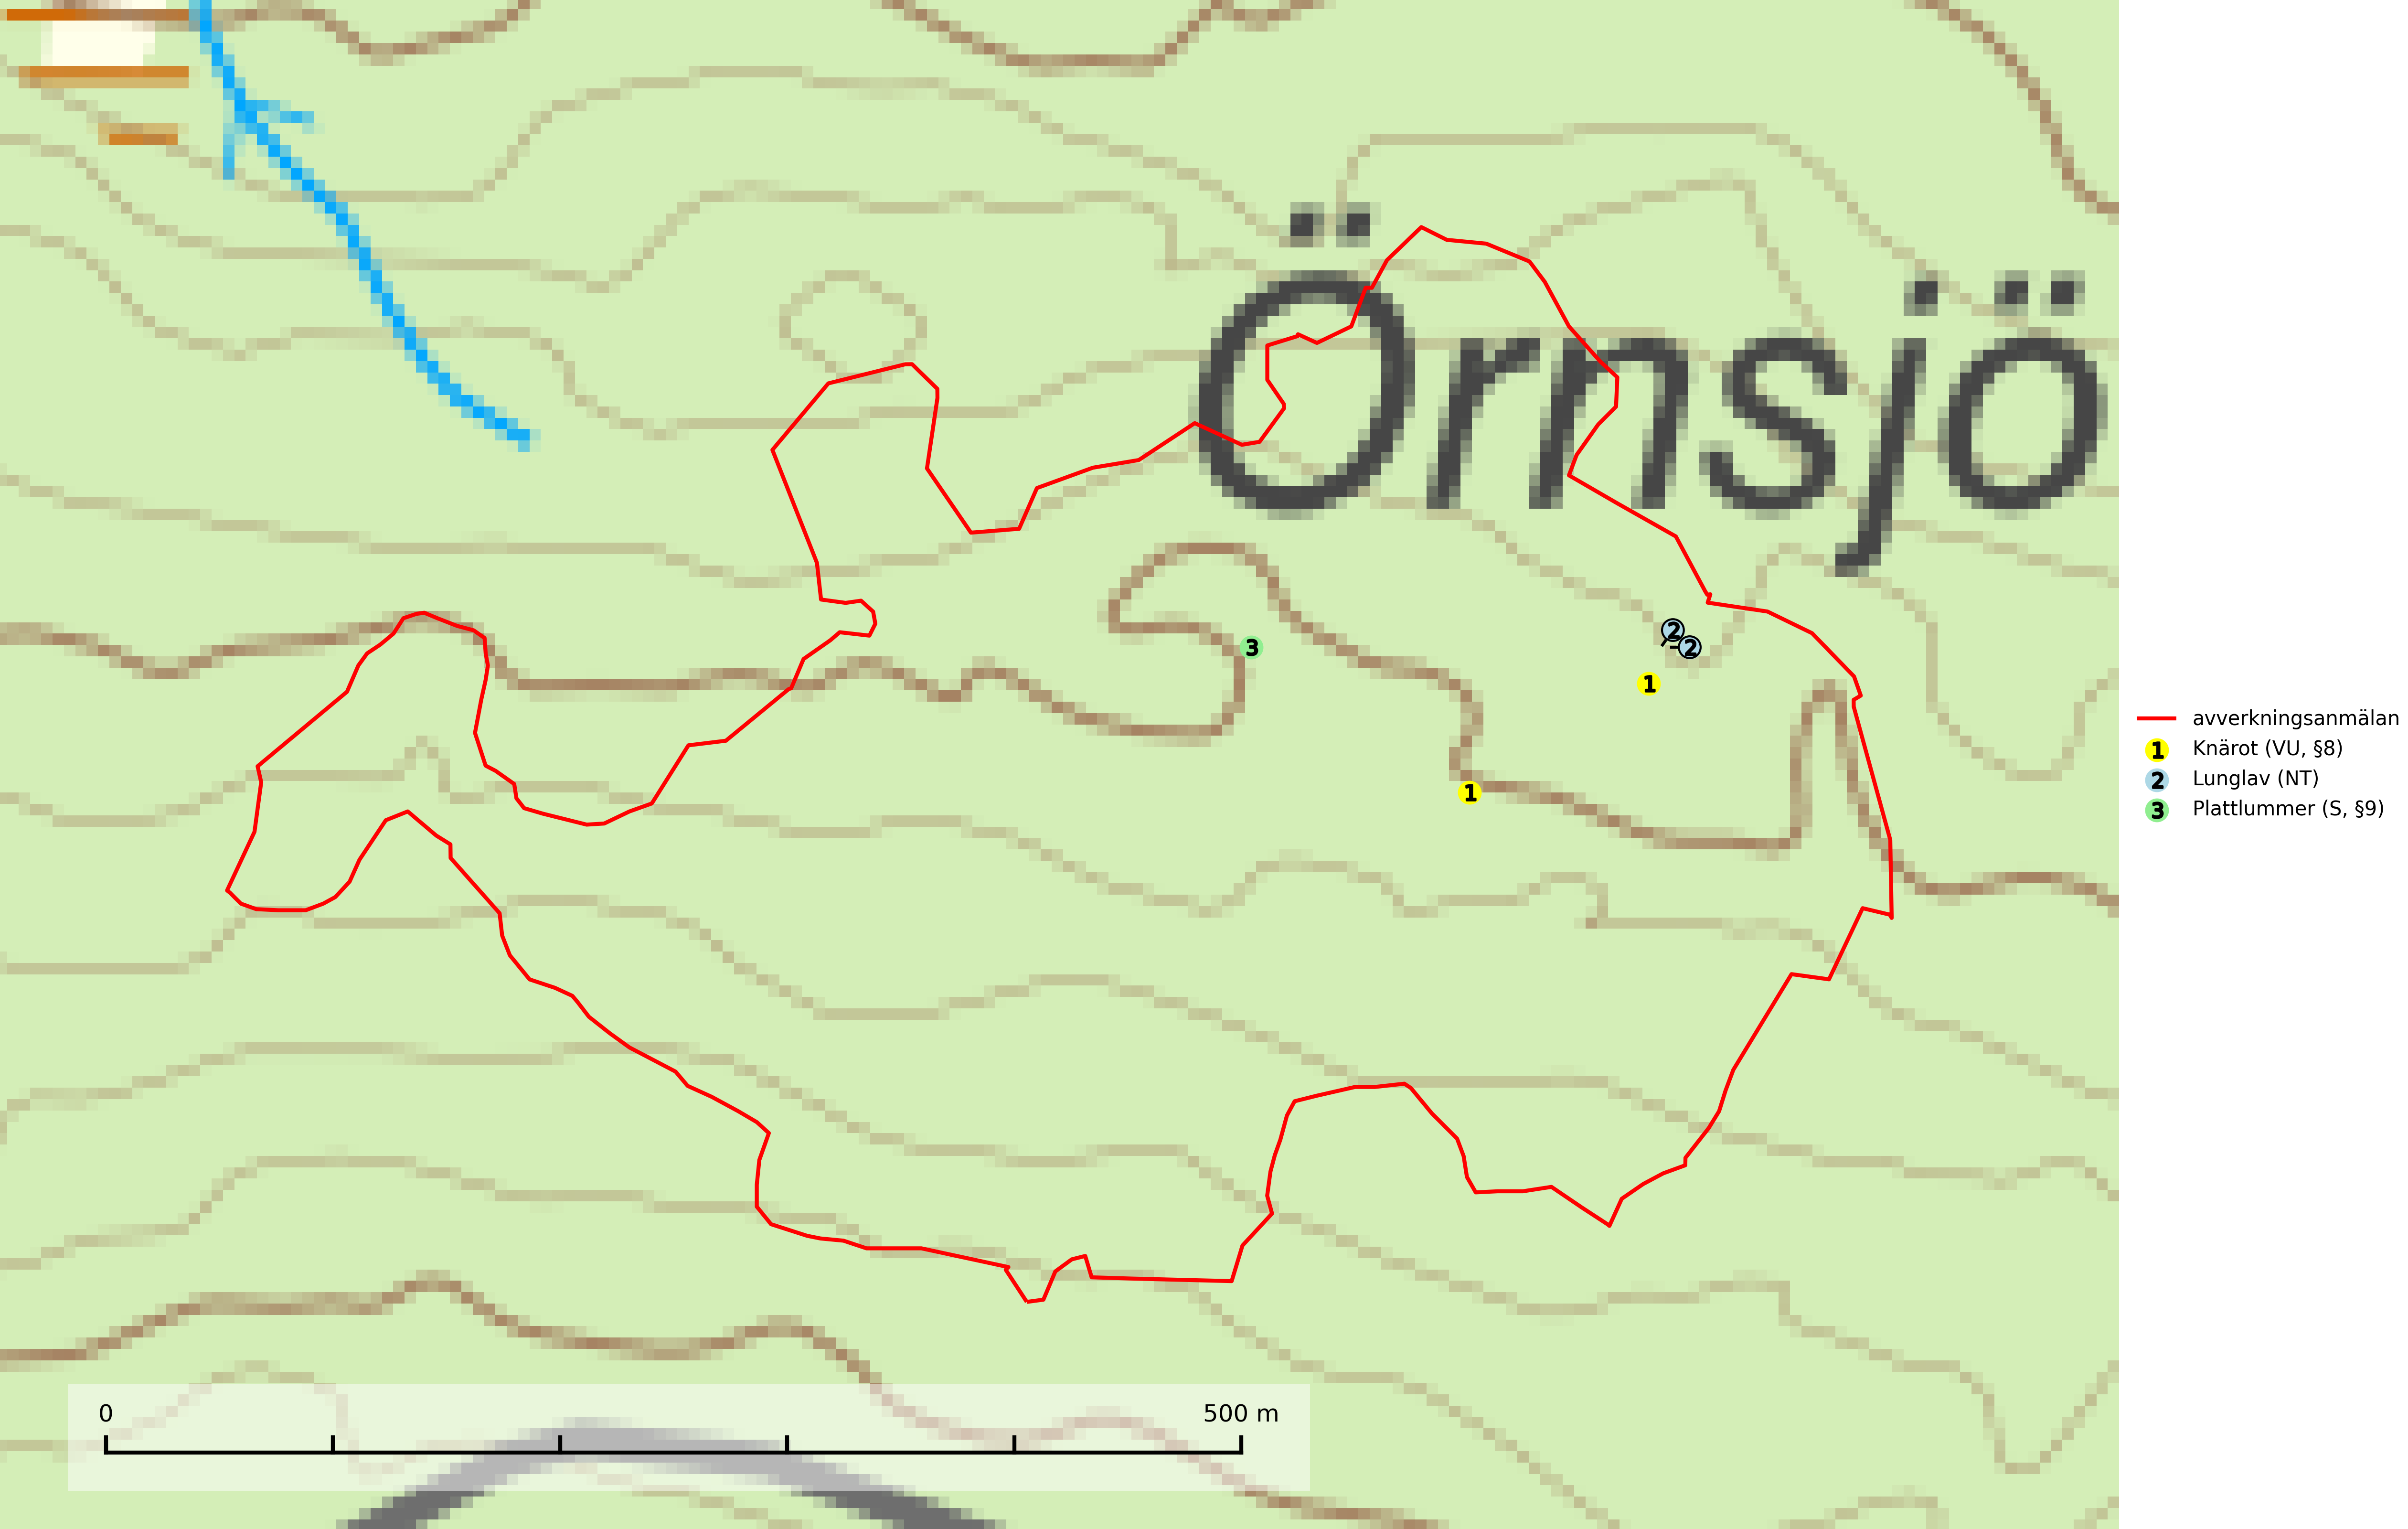 Örnsjö
2
2
3
1
1
avverkningsanmälan
1 Knärot (VU, §8)
2 Lunglav (NT)
3 Plattlummer (S, §9)
0 500 m